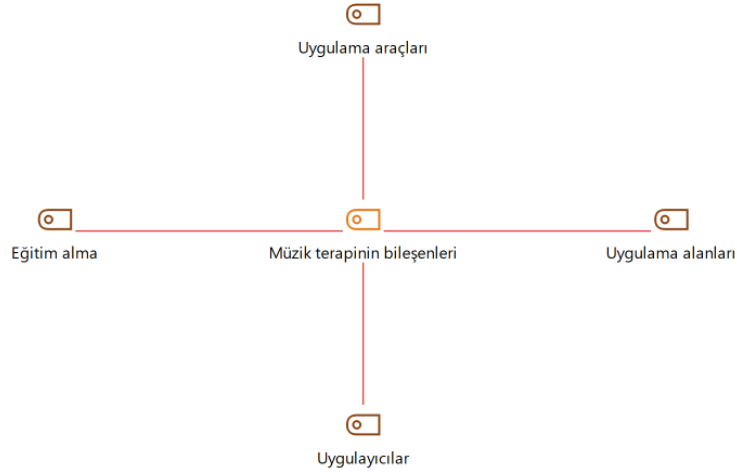 Uygulama araçları
Eğitim alma
Müzik terapinin bileşenleri
Uygulama alanları
Uygulayıcılar